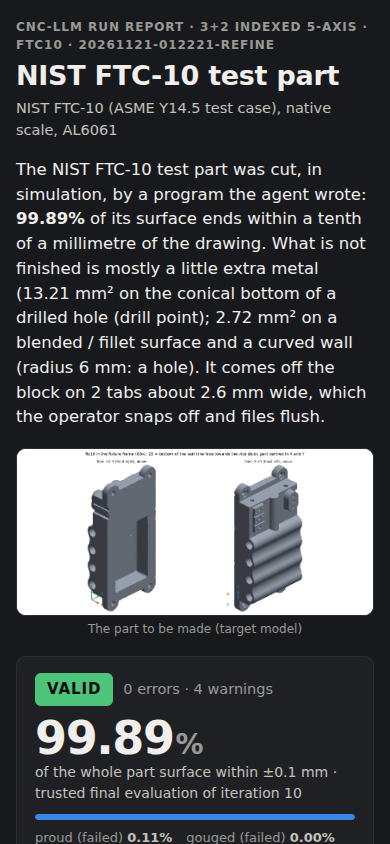 CNC-LLM RUN REPORT · 3+2 INDEXED 5-AXIS ·
FTC10 · 20261121-012221-REFINE
NIST FTC-10 test part
NIST FTC-10 (ASME Y14.5 test case), native
scale, AL6061
The NIST FTC-10 test part was cut, in
simulation, by a program the agent wrote:
99.89% of its surface ends within a tenth
of a millimetre of the drawing. What is not
finished is mostly a little extra metal
(13.21 mm² on the conical bottom of a
drilled hole (drill point); 2.72 mm² on a
blended / fillet surface and a curved wall
(radius 6 mm: a hole). It comes off the
block on 2 tabs about 2.6 mm wide, which
the operator snaps off and files flush.
The part to be made (target model)
VALID 0 errors · 4 warnings
99.89%
of the whole part surface within ±0.1 mm ·
trusted final evaluation of iteration 10
proud (failed) 0.11% gouged (failed) 0.00%